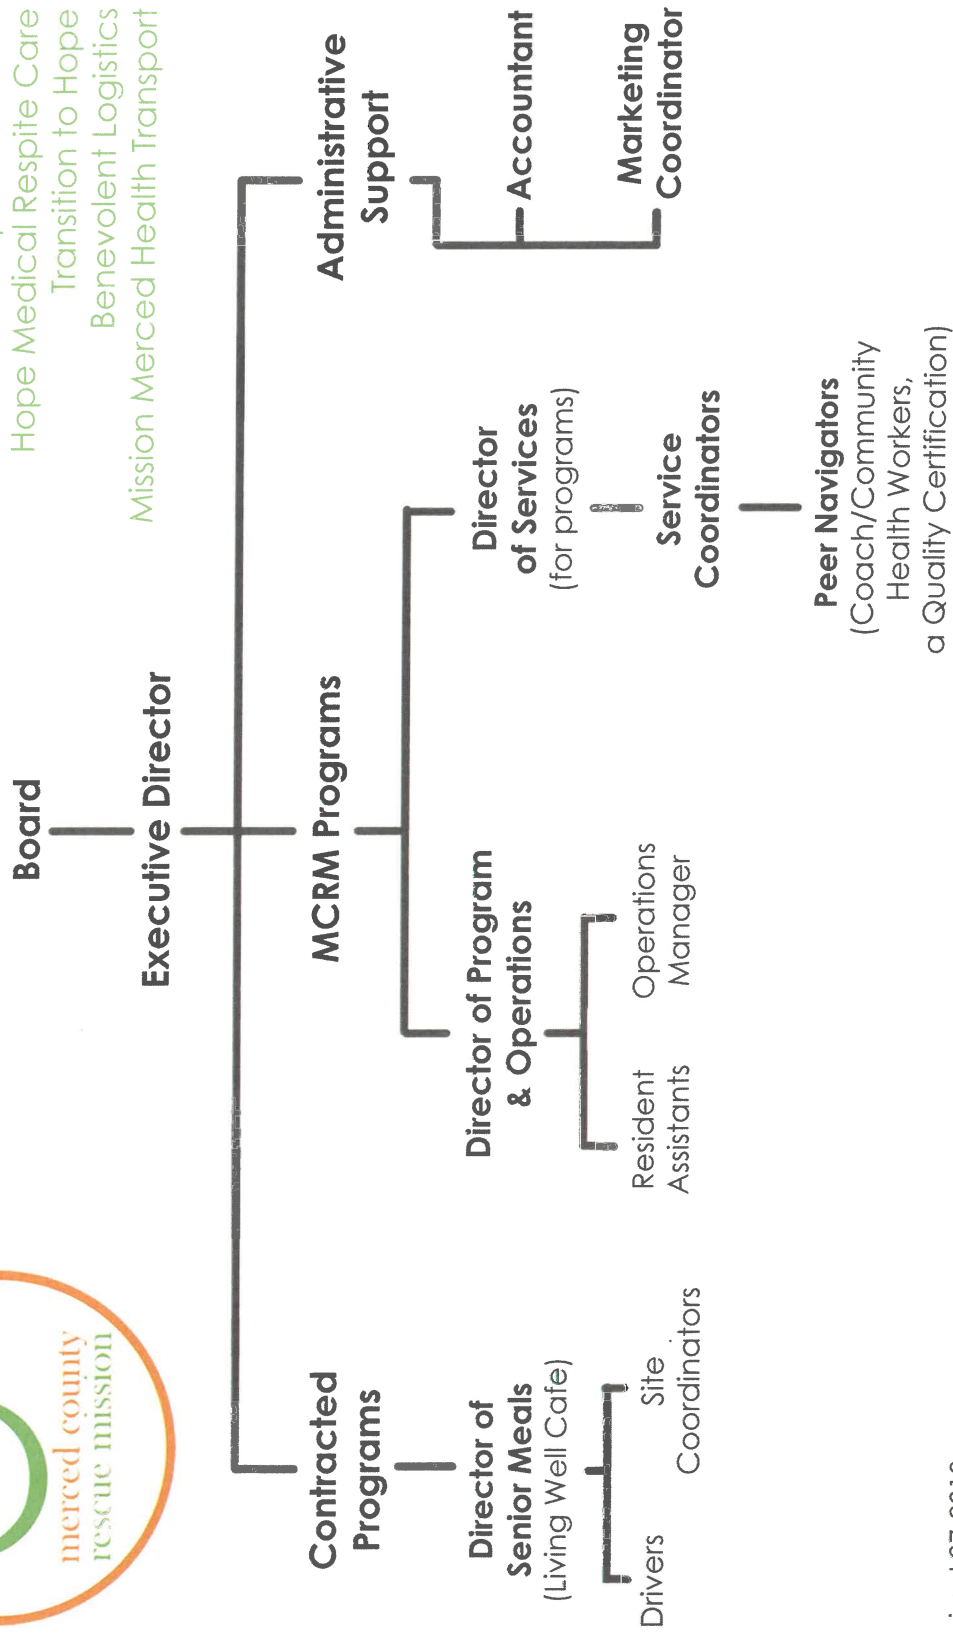 merced county
rescue mission
Hope Medical Respite Care
Transition to Hope
Benevolent Logistics
Mission Merced Health Transport
Board
Executive Director
Contracted
Programs
MCRM Programs
Administrative
Support
Director of
Senior Meals
(Living Well Cafe)
Drivers
Site
Coordinators
Director of Program
& Operations
Resident
Assistants
Operations
Manager
Director
of Services
(for programs)
Service
Coordinators
Peer Navigators
(Coach/Community
Health Workers,
a Quality Certification)
Accountant
Marketing
Coordinator